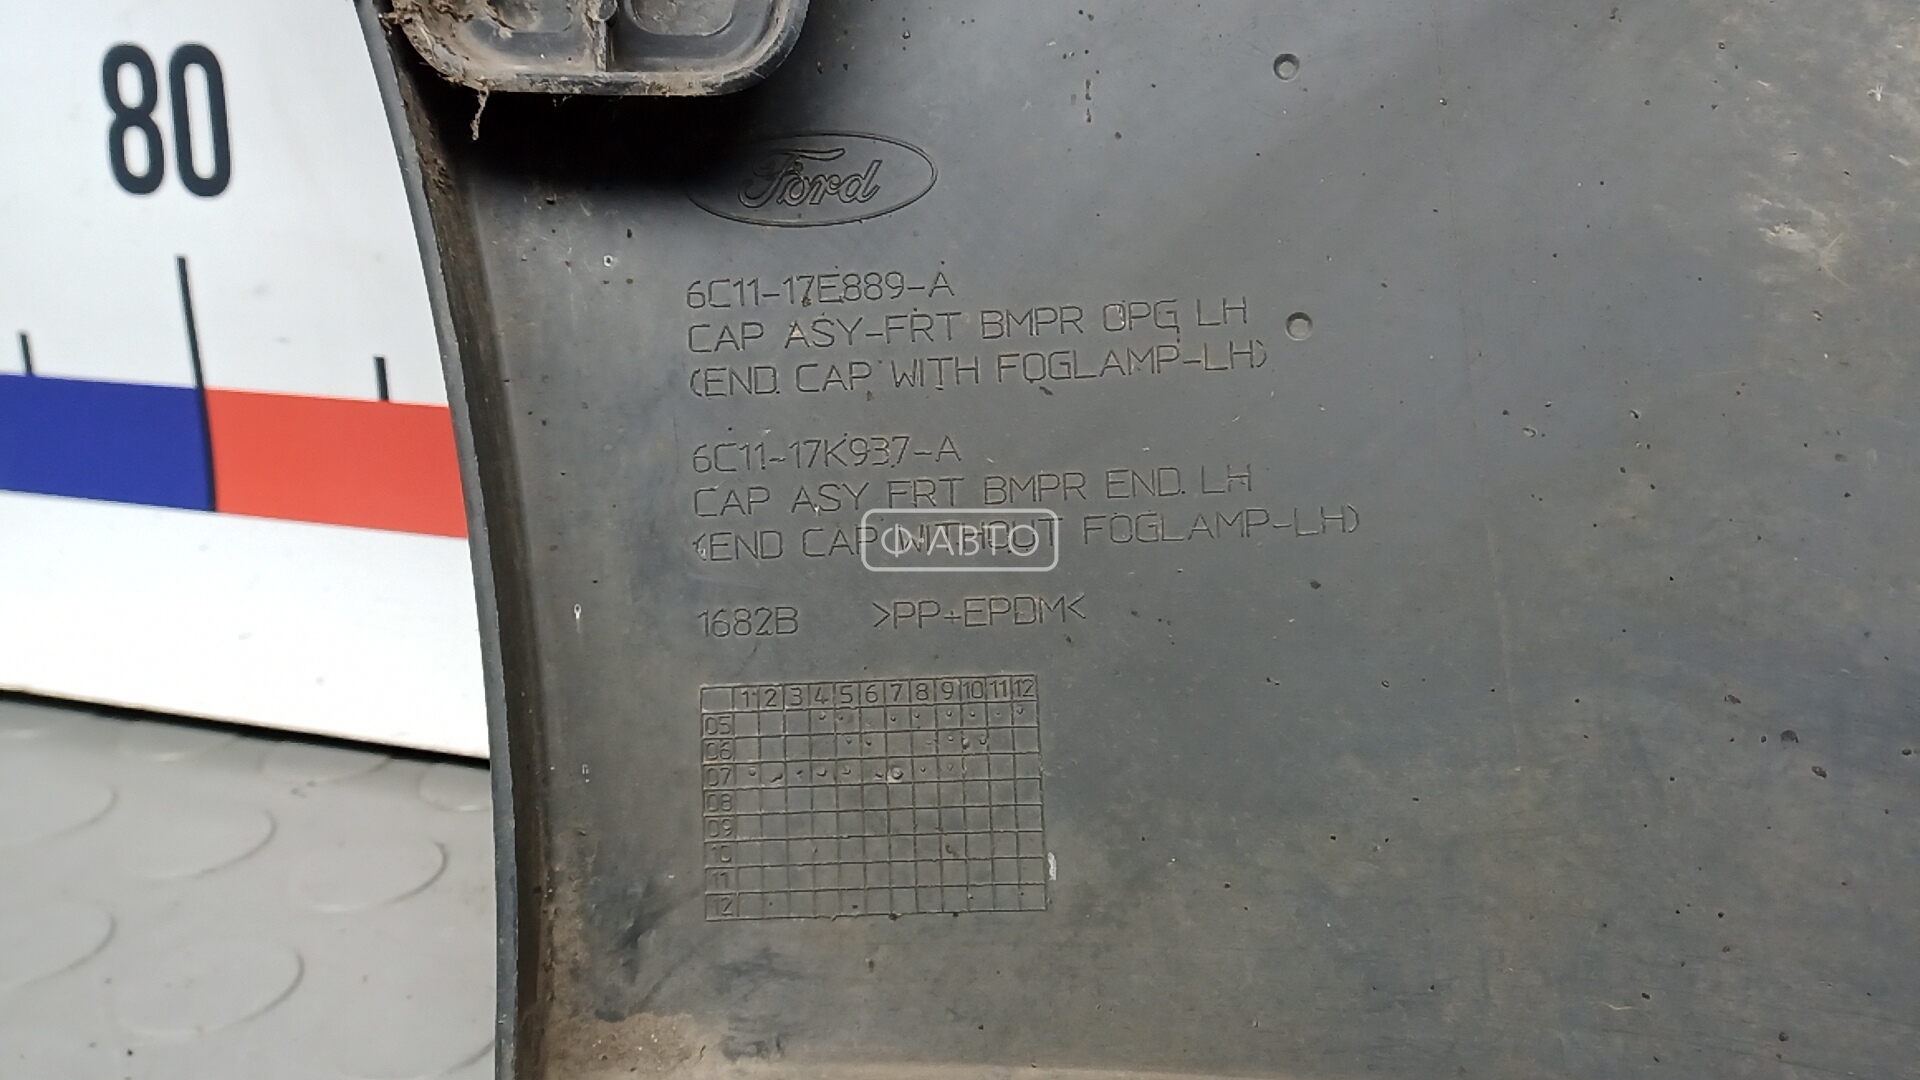 80
Ford
6C11-17E889-A
CAP ASY-FRT BMPR OPG LH
(END CAP WITH FOGLAMP-LH)
6C11-17K937-A
CAP ASY FRT BMPR END LH
(END CAP WITHOUT FOGLAMP-LH)
Ф-АВТО
1682B >PP+EPDM<
1 2 3 4 5 6 7 8 9 10 11 12
05
06
07
08
09
10
11
12